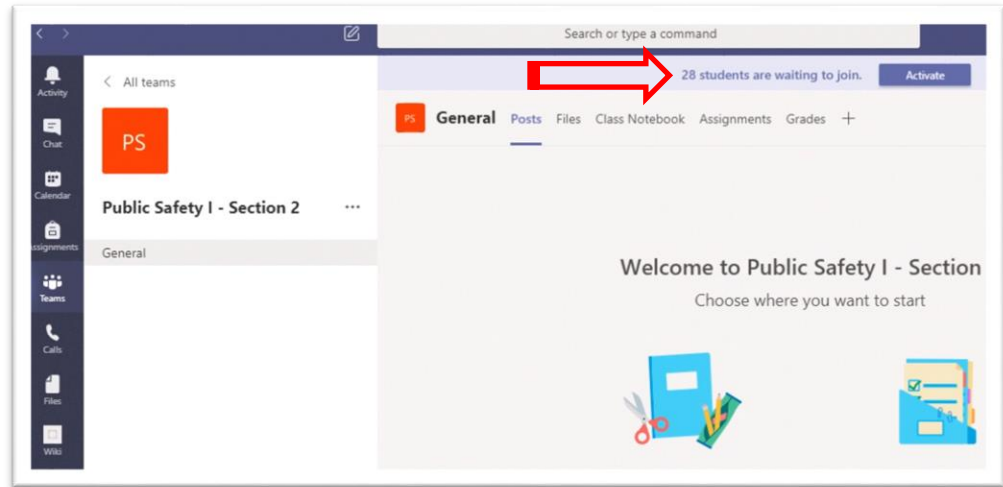 Search or type a command
Activity
Chat
Calendar
ssignments
Teams
Calls
Files
Wiki
All teams
PS
Public Safety I - Section 2
General
28 students are waiting to join. Activate
PS General Posts Files Class Notebook Assignments Grades
Welcome to Public Safety I - Section
Choose where you want to start